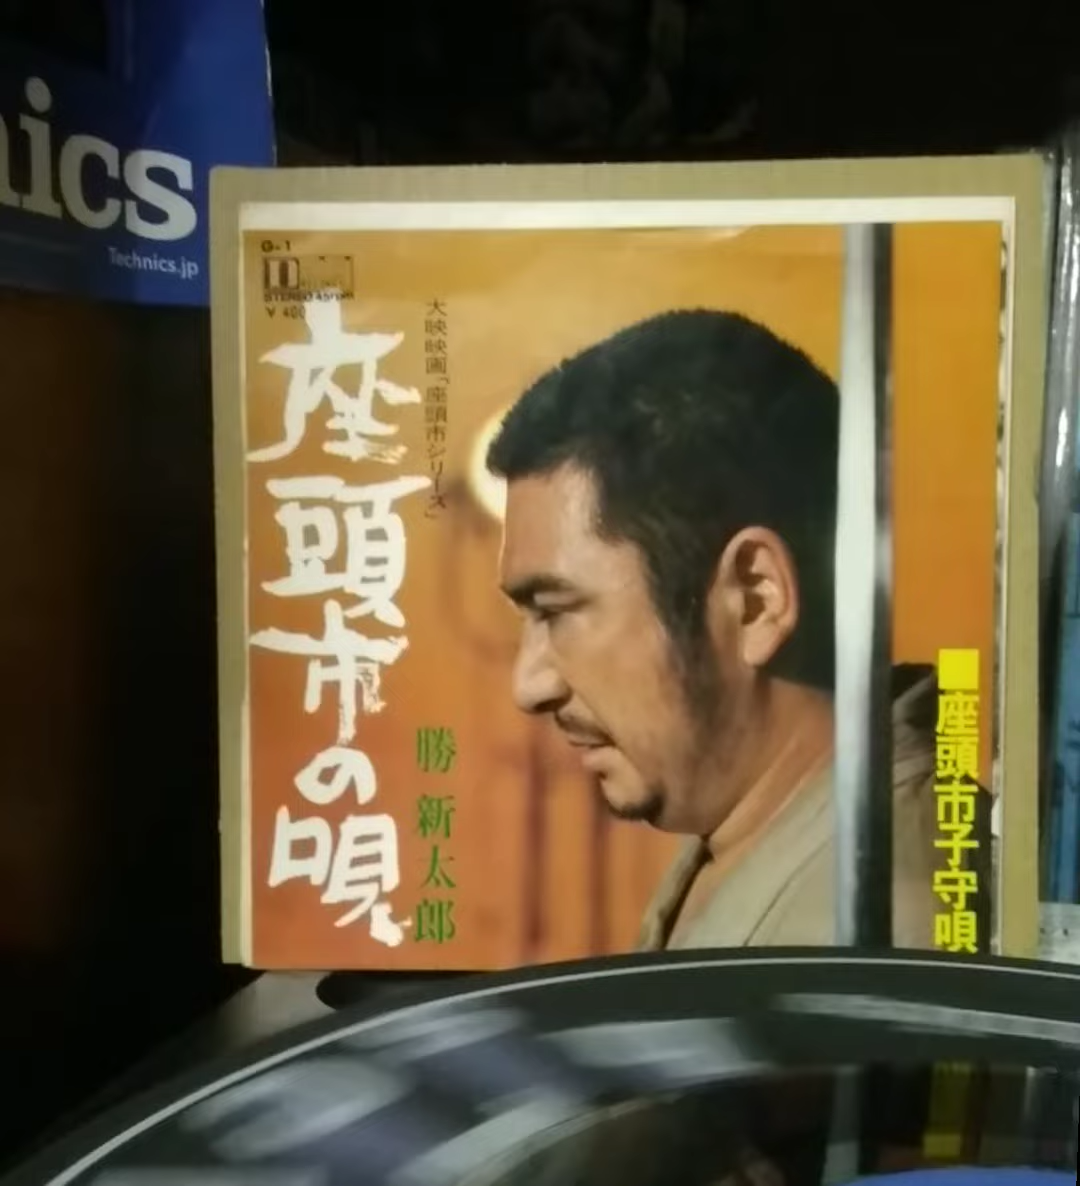 nics
Technics.jp
G-1
STEREO 45rpm
¥ 400
座頭市の唄
大映映画「座頭市シリーズ」
勝 新太郎
■座頭市子守唄